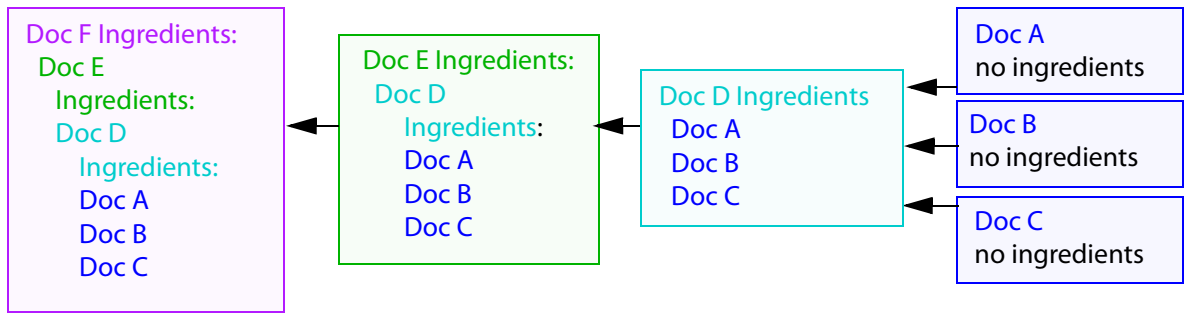 Doc F Ingredients:
Doc E
Ingredients:
Doc D
Ingredients:
Doc A
Doc B
Doc C
Doc E Ingredients:
Doc D
Ingredients:
Doc A
Doc B
Doc C
Doc D Ingredients
Doc A
Doc B
Doc C
Doc A
no ingredients
Doc B
no ingredients
Doc C
no ingredients